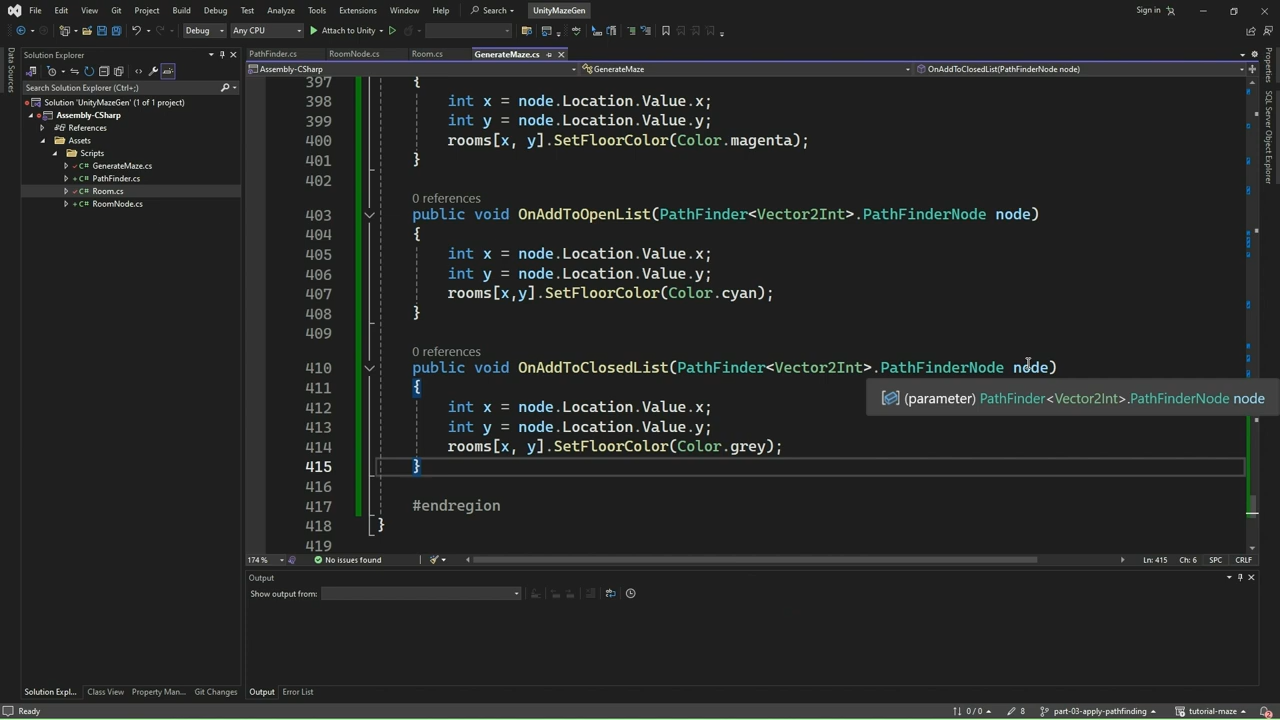 File Edit View Git Project Build Debug Test Analyze Tools Extensions Window Help Search UnityMazeGen Sign in
Debug Any CPU Attach to Unity
Data Sources
Solution Explorer
Search Solution Explorer (Ctrl+;)
Solution 'UnityMazeGen' (1 of 1 project)
Assembly-CSharp
References
Assets
Scripts
C# GenerateMaze.cs
C# PathFinder.cs
C# Room.cs
C# RoomNode.cs
PathFinder.cs RoomNode.cs Room.cs GenerateMaze.cs
Assembly-CSharp GenerateMaze OnAddToClosedList(PathFinderNode node)
397 {
398 int x = node.Location.Value.x;
399 int y = node.Location.Value.y;
400 rooms[x, y].SetFloorColor(Color.magenta);
401 }
402
0 references
403 public void OnAddToOpenList(PathFinder<Vector2Int>.PathFinderNode node)
404 {
405 int x = node.Location.Value.x;
406 int y = node.Location.Value.y;
407 rooms[x,y].SetFloorColor(Color.cyan);
408 }
409
0 references
410 public void OnAddToClosedList(PathFinder<Vector2Int>.PathFinderNode node)
411 {
(parameter) PathFinder<Vector2Int>.PathFinderNode node
412 int x = node.Location.Value.x;
413 int y = node.Location.Value.y;
414 rooms[x, y].SetFloorColor(Color.grey);
415 }
416
417 #endregion
418 }
419
174 % No issues found Ln: 415 Ch: 6 SPC CRLF
Properties
SQL Server Object Explorer
Output
Show output from:
Solution Expl... Class View Property Man... Git Changes Output Error List
Ready 0 / 0 8 part-03-apply-pathfinding tutorial-maze 2